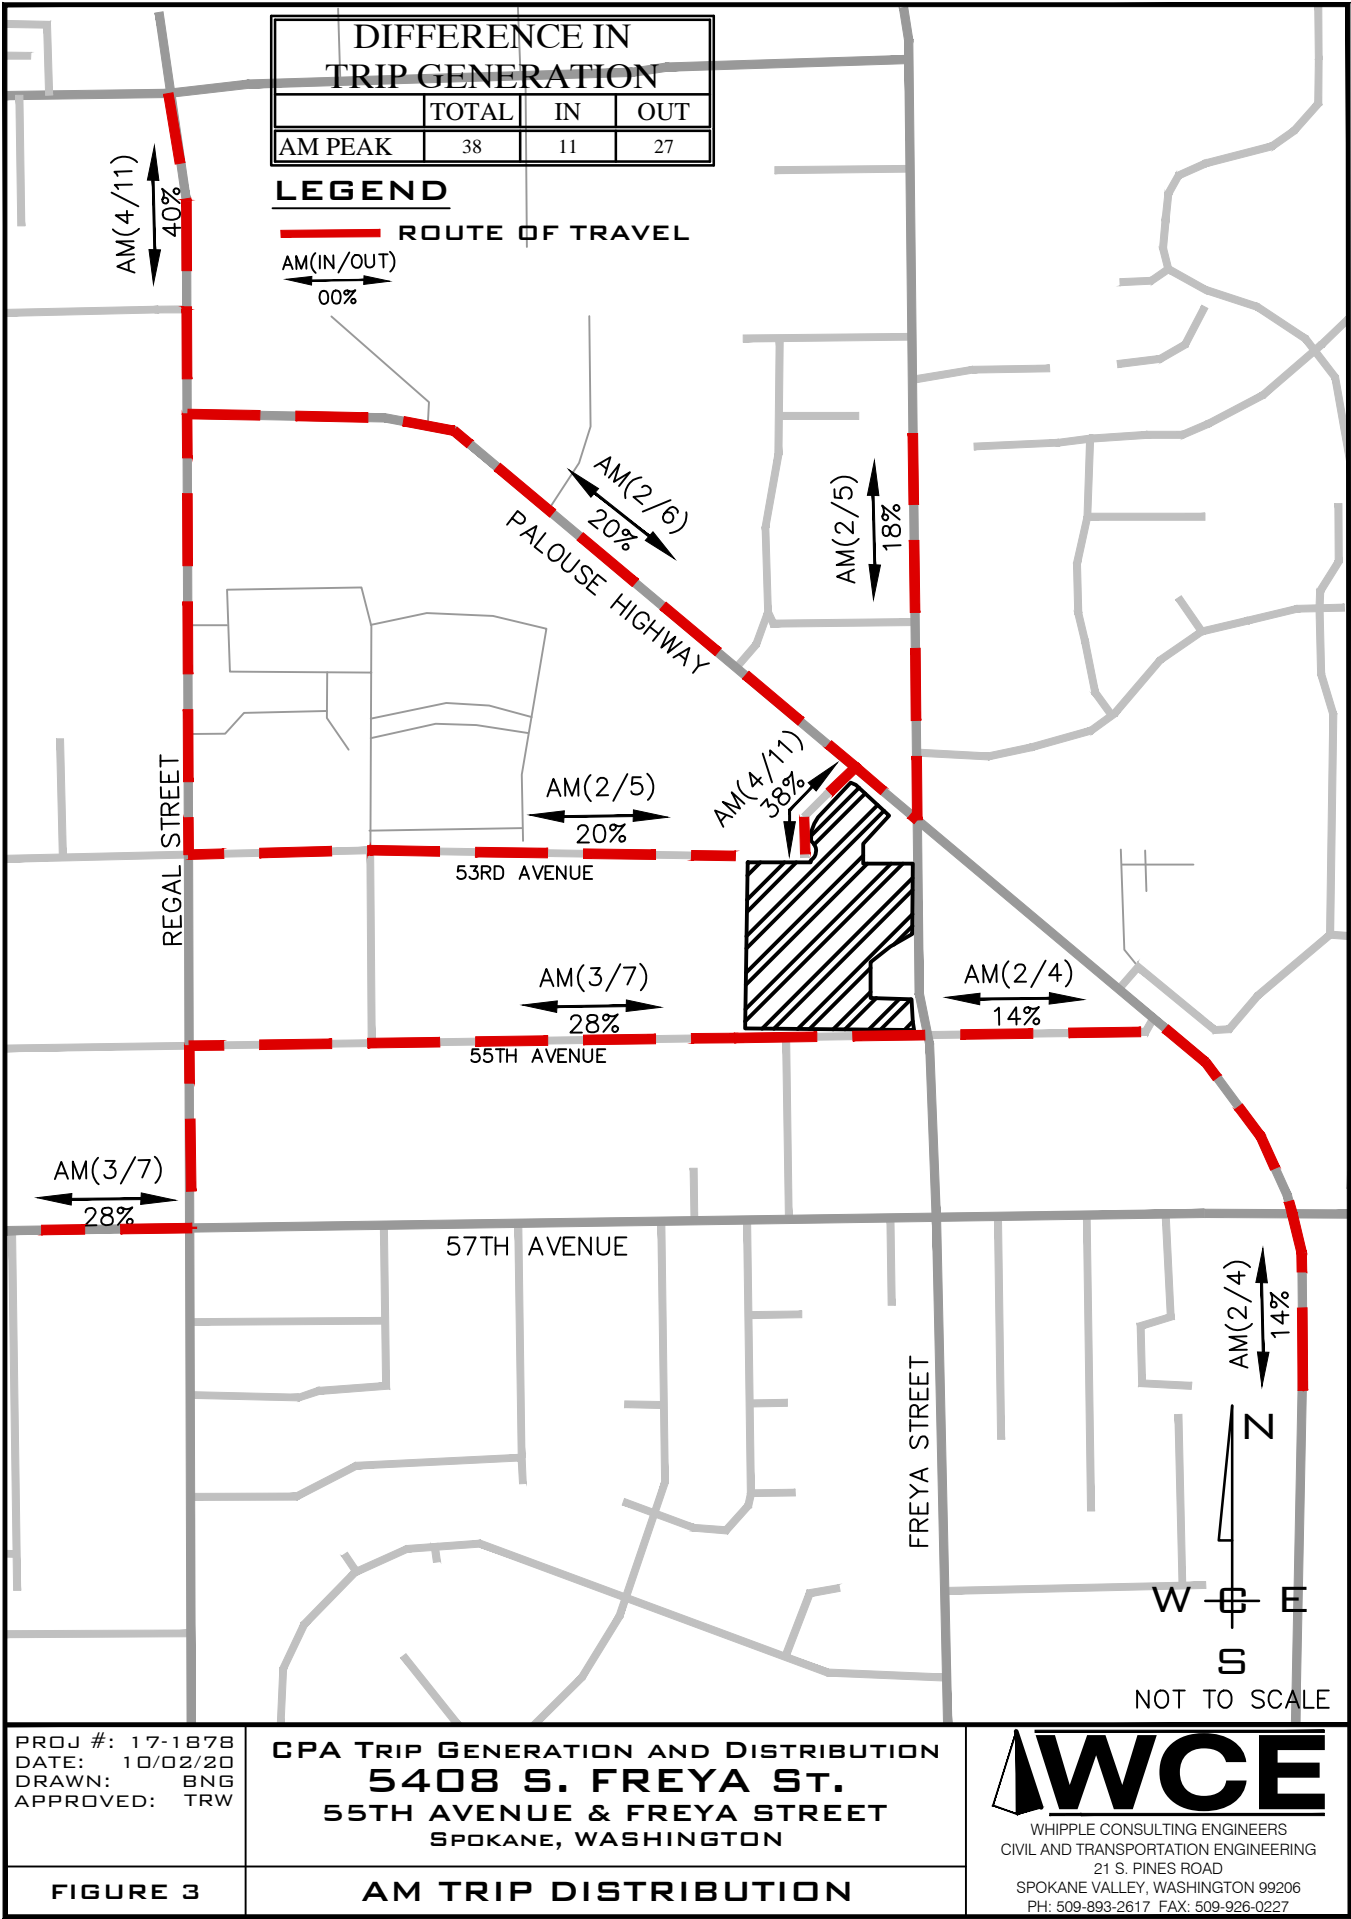 DIFFERENCE IN
TRIP GENERATION
TOTAL IN OUT
AM PEAK 38 11 27
LEGEND
ROUTE OF TRAVEL
AM(IN/OUT)
00%
AM(4/11)
40%
AM(2/6)
20%
PALOUSE HIGHWAY
AM(2/5)
18%
AM(4/11)
38%
AM(2/5)
20%
53RD AVENUE
REGAL STREET
AM(3/7)
28%
55TH AVENUE
AM(2/4)
14%
AM(3/7)
28%
57TH AVENUE
AM(2/4)
14%
FREYA STREET
N
W C E
S
NOT TO SCALE
PROJ #: 17-1878
DATE: 10/02/20
DRAWN: BNG
APPROVED: TRW
FIGURE 3
CPA TRIP GENERATION AND DISTRIBUTION
5408 S. FREYA ST.
55TH AVENUE & FREYA STREET
SPOKANE, WASHINGTON
AM TRIP DISTRIBUTION
WCE
WHIPPLE CONSULTING ENGINEERS
CIVIL AND TRANSPORTATION ENGINEERING
21 S. PINES ROAD
SPOKANE VALLEY, WASHINGTON 99206
PH: 509-893-2617 FAX: 509-926-0227